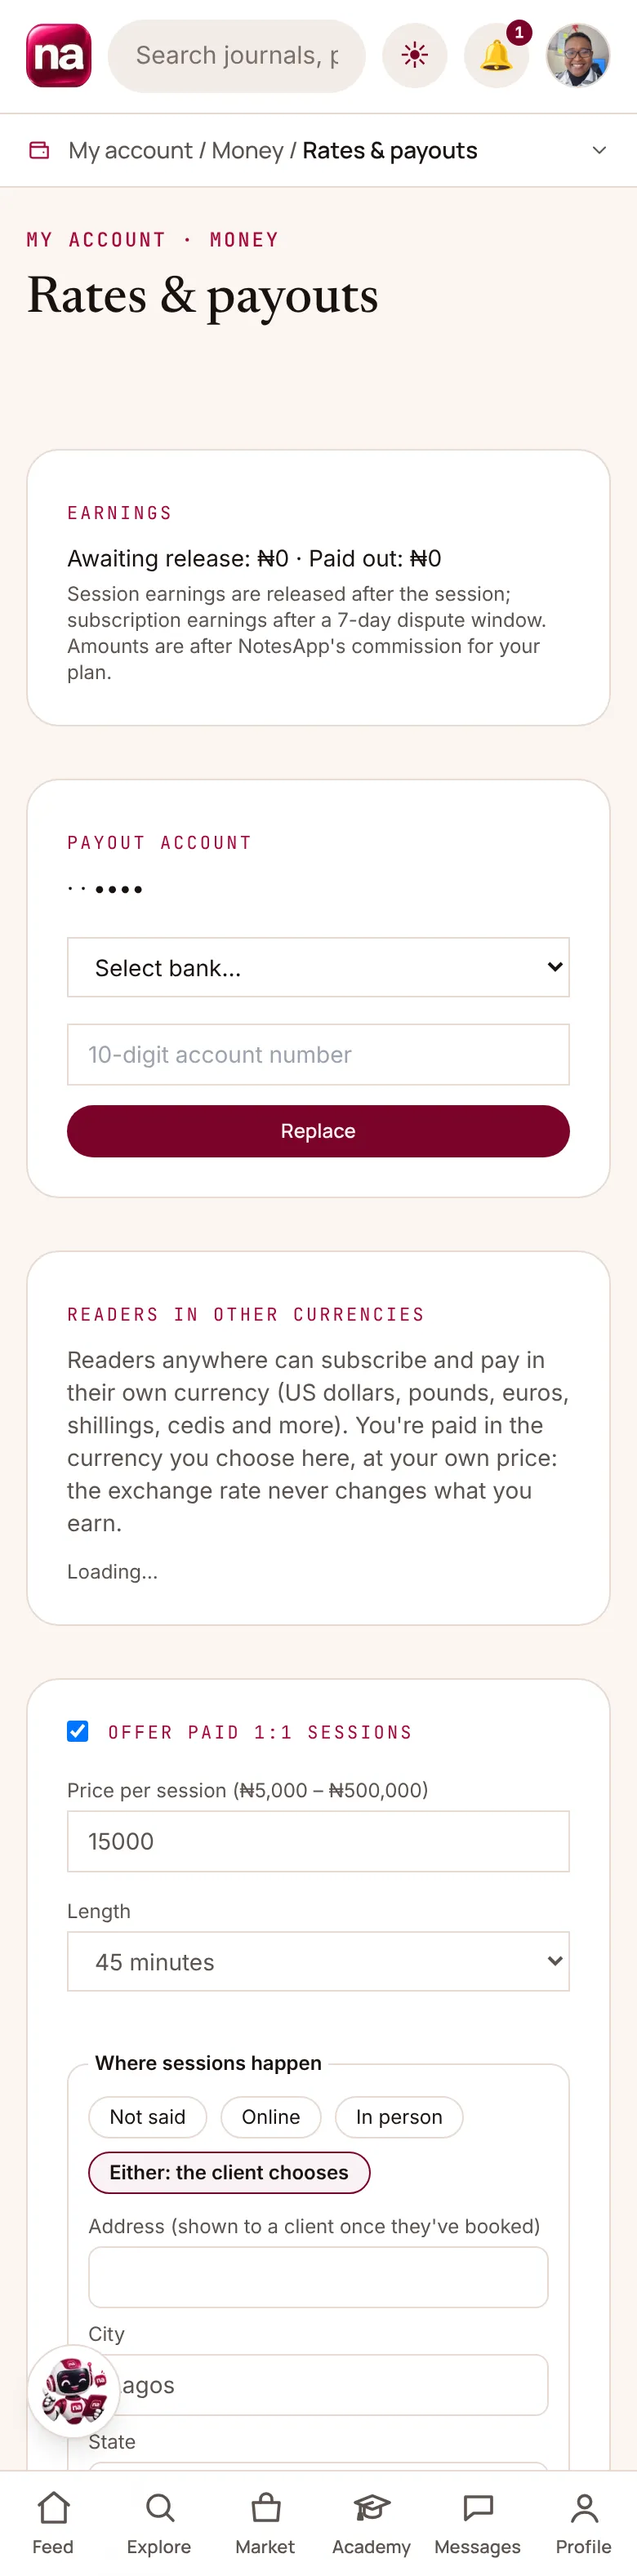 na
Search journals, p
1
My account / Money / Rates & payouts
MY ACCOUNT · MONEY
Rates & payouts
EARNINGS
Awaiting release: ₦0 · Paid out: ₦0
Session earnings are released after the session;
subscription earnings after a 7-day dispute window.
Amounts are after NotesApp's commission for your
plan.
PAYOUT ACCOUNT
· · ••••
Select bank...
10-digit account number
Replace
READERS IN OTHER CURRENCIES
Readers anywhere can subscribe and pay in
their own currency (US dollars, pounds, euros,
shillings, cedis and more). You're paid in the
currency you choose here, at your own price:
the exchange rate never changes what you
earn.
Loading...
OFFER PAID 1:1 SESSIONS
Price per session (₦5,000 – ₦500,000)
15000
Length
45 minutes
Where sessions happen
Not said
Online
In person
Either: the client chooses
Address (shown to a client once they've booked)
City
agos
State
Feed
Explore
Market
Academy
Messages
Profile